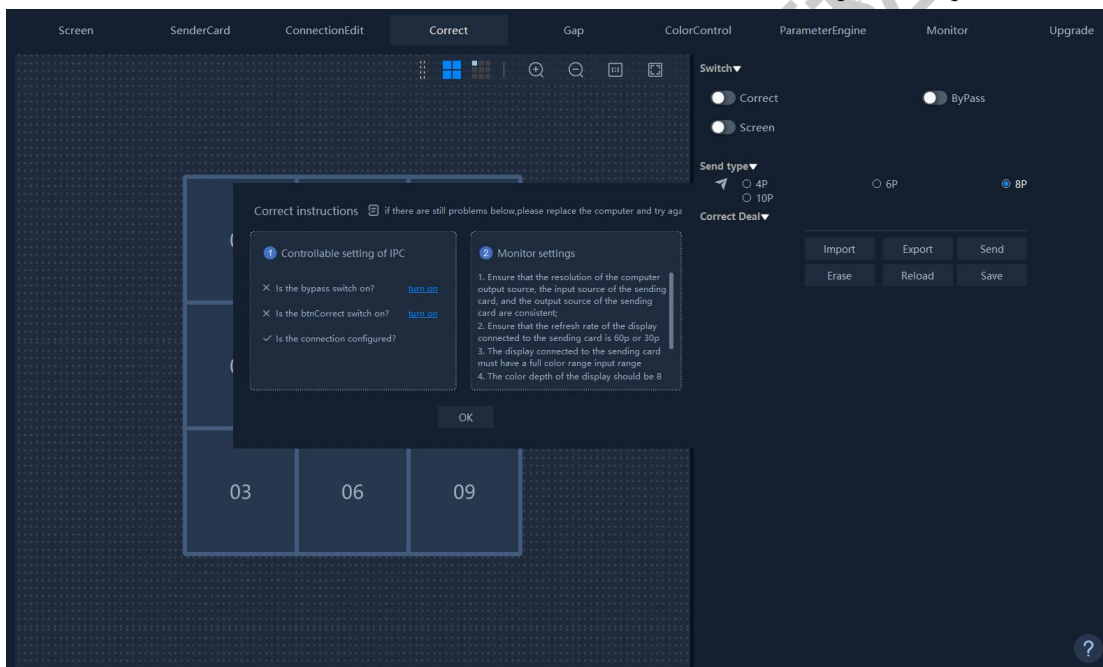 Screen SenderCard ConnectionEdit Correct Gap ColorControl ParameterEngine Monitor Upgrade
1:1
Switch
Correct ByPass
Screen
Send type
4P 6P 8P
10P
Correct Deal
Import Export Send
Erase Reload Save
Correct instructions if there are still problems below,please replace the computer and try aga
1 Controllable setting of IPC
Is the bypass switch on? turn on
Is the btnCorrect switch on? turn on
Is the connection configured?
2 Monitor settings
1. Ensure that the resolution of the computer
output source, the input source of the sending
card, and the output source of the sending
card are consistent;
2. Ensure that the refresh rate of the display
connected to the sending card is 60p or 30p
3. The display connected to the sending card
must have a full color range input range
4. The color depth of the display should be 8
OK
03 06 09
?